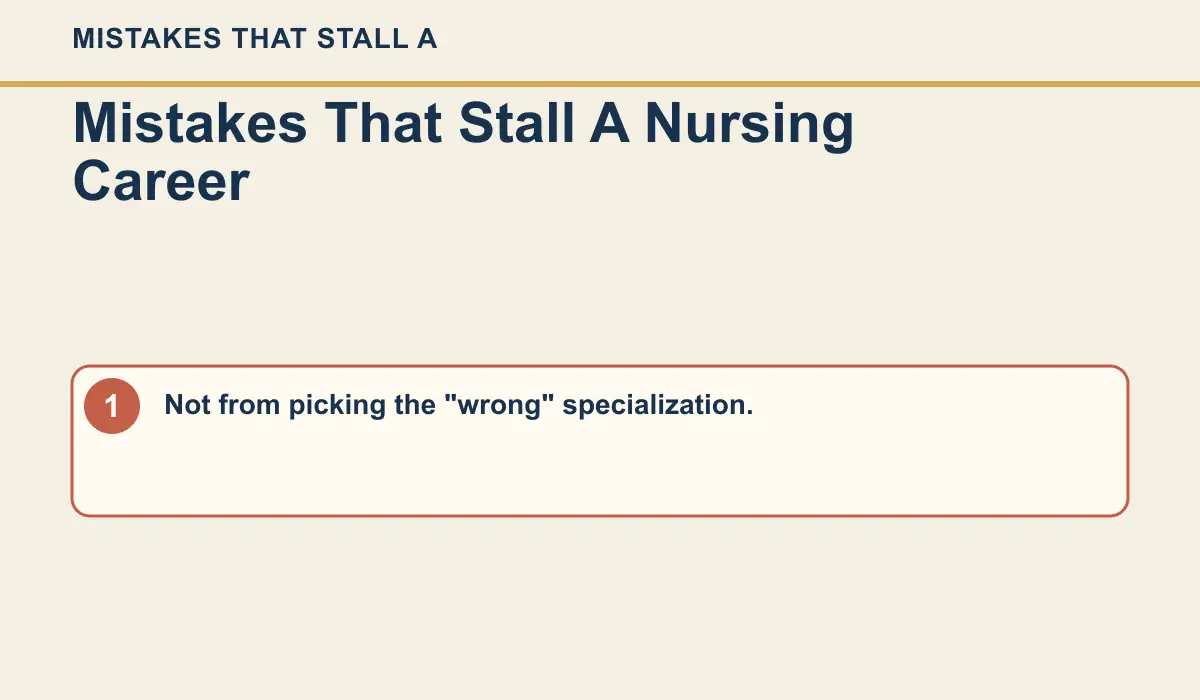 MISTAKES THAT STALL A
Mistakes That Stall A Nursing
Career
1
Not from picking the "wrong" specialization.